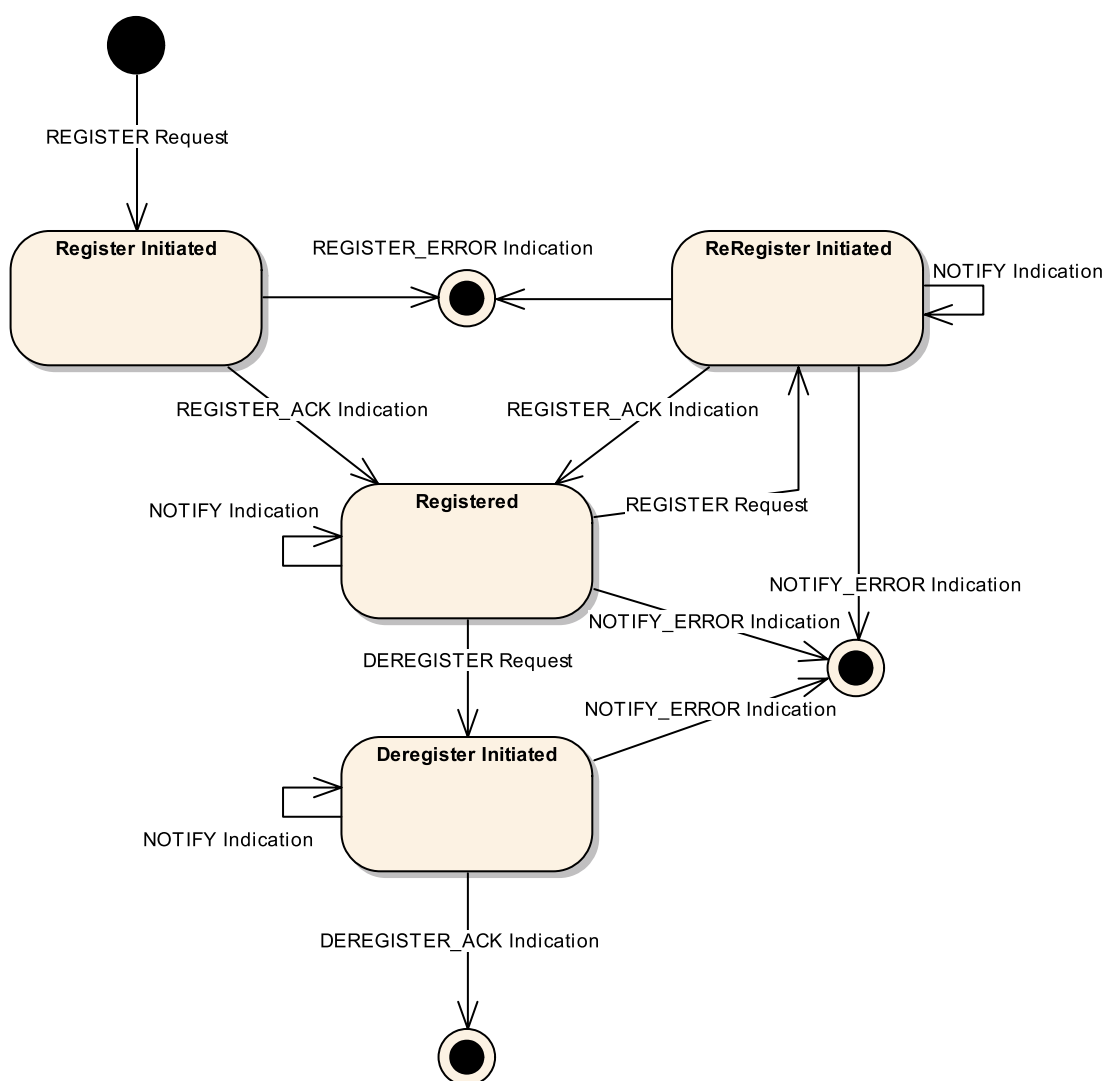 REGISTER Request
Register Initiated
REGISTER_ERROR Indication
ReRegister Initiated
NOTIFY Indication
REGISTER_ACK Indication
REGISTER_ACK Indication
Registered
NOTIFY Indication
REGISTER Request
NOTIFY_ERROR Indication
NOTIFY_ERROR Indication
DEREGISTER Request
NOTIFY_ERROR Indication
Deregister Initiated
NOTIFY Indication
DEREGISTER_ACK Indication